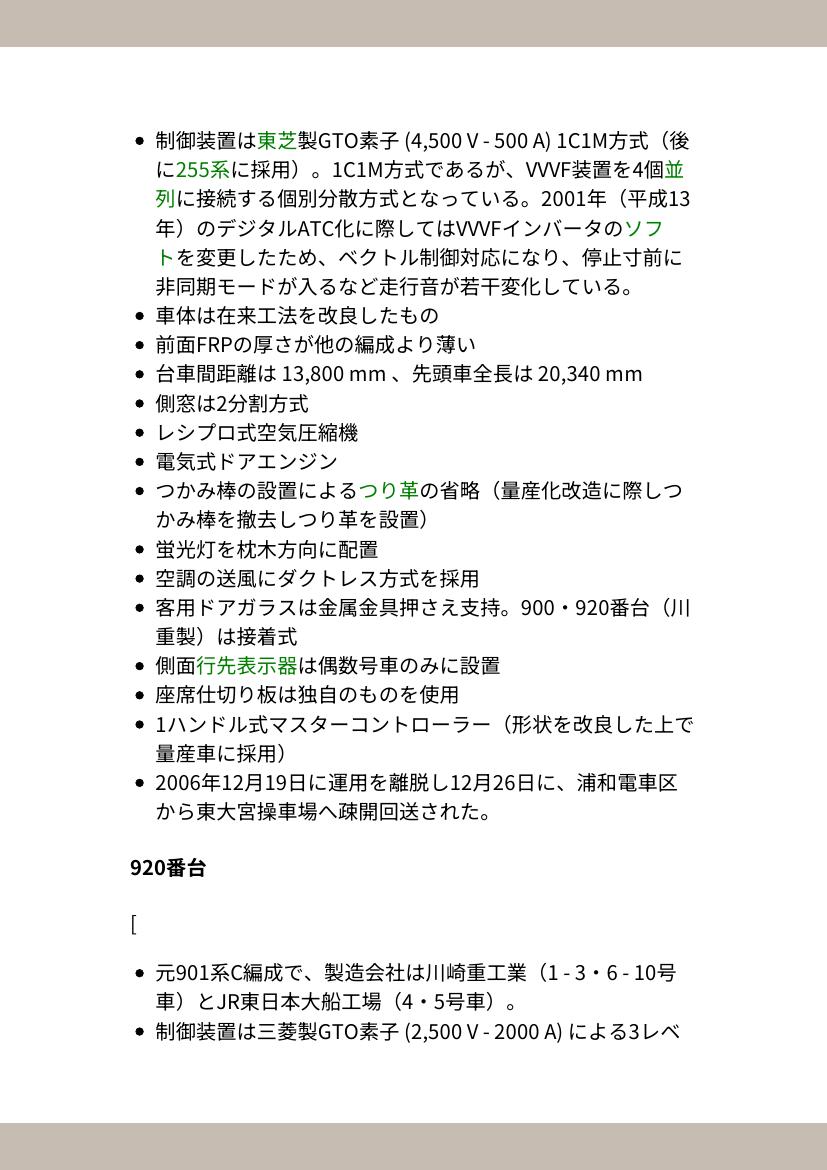 • 制御装置は東芝製GTO素子 (4,500 V - 500 A) 1C1M方式（後
に255系に採用）。1C1M方式であるが、VVVF装置を4個並
列に接続する個別分散方式となっている。2001年（平成13
年）のデジタルATC化に際してはVVVFインバータのソフ
トを変更したため、ベクトル制御対応になり、停止寸前に
非同期モードが入るなど走行音が若干変化している。
• 車体は在来工法を改良したもの
• 前面FRPの厚さが他の編成より薄い
• 台車間距離は 13,800 mm 、先頭車全長は 20,340 mm
• 側窓は2分割方式
• レシプロ式空気圧縮機
• 電気式ドアエンジン
• つかみ棒の設置によるつり革の省略（量産化改造に際しつ
かみ棒を撤去しつり革を設置）
• 蛍光灯を枕木方向に配置
• 空調の送風にダクトレス方式を採用
• 客用ドアガラスは金属金具押さえ支持。900・920番台（川
重製）は接着式
• 側面行先表示器は偶数号車のみに設置
• 座席仕切り板は独自のものを使用
• 1ハンドル式マスターコントローラー（形状を改良した上で
量産車に採用）
• 2006年12月19日に運用を離脱し12月26日に、浦和電車区
から東大宮操車場へ疎開回送された。
920番台
[
• 元901系C編成で、製造会社は川崎重工業（1 - 3・6 - 10号
車）とJR東日本大船工場（4・5号車）。
• 制御装置は三菱製GTO素子 (2,500 V - 2000 A) による3レベ